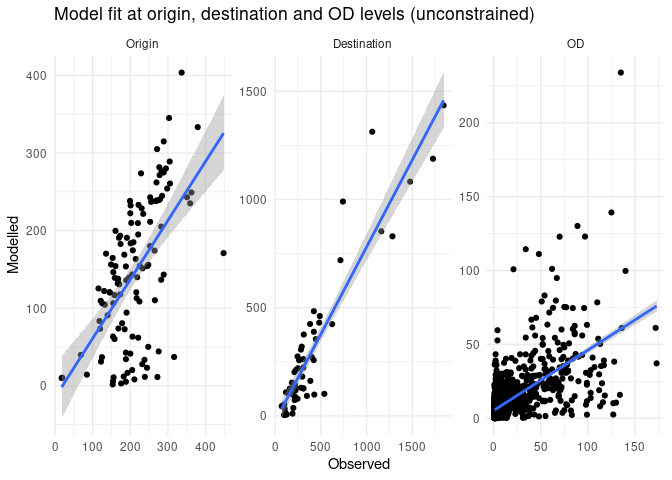 Model fit at origin, destination and OD levels (unconstrained)
Origin Destination OD
Modelled
400
300
200
100
0
0 100 200 300 400
1500
1000
500
0
0 500 1000 1500
200
150
100
50
0
0 50 100 150
Observed